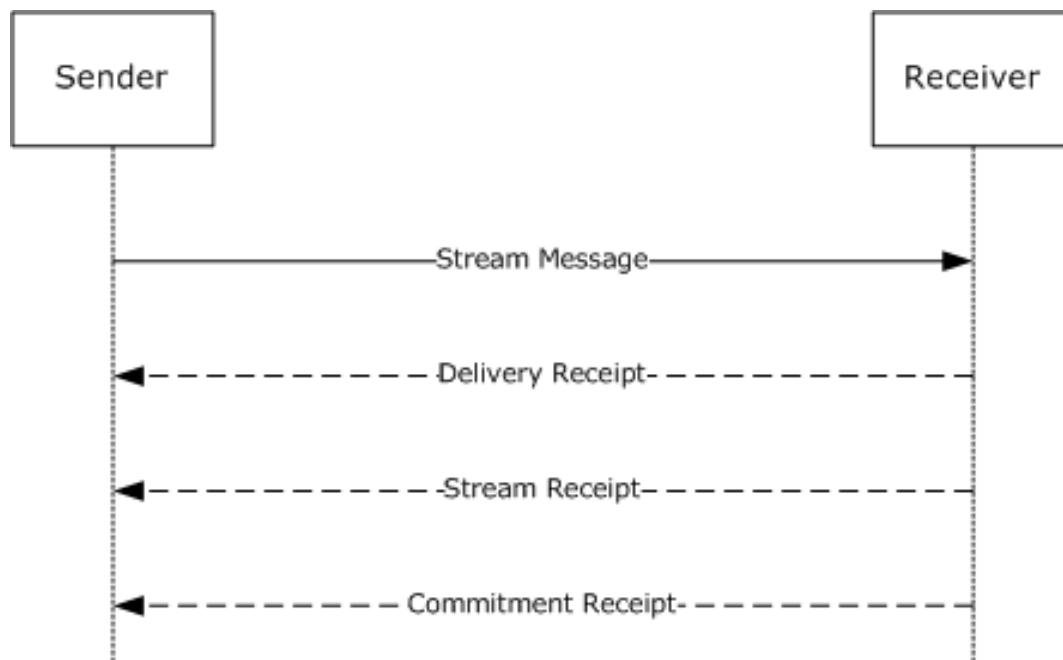 Sender
Receiver
Stream Message
Delivery Receipt
Stream Receipt
Commitment Receipt